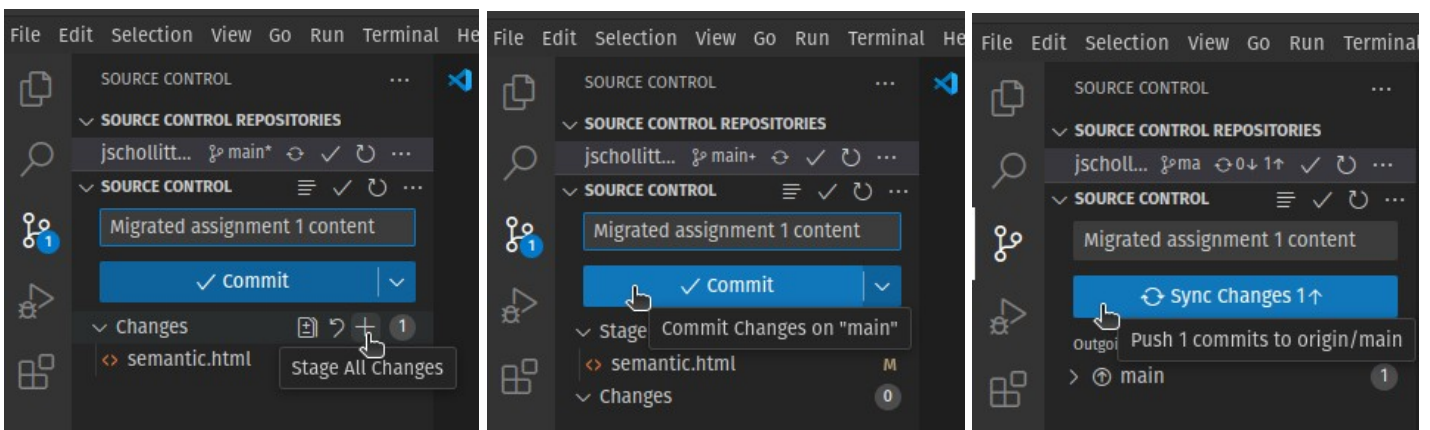 File Edit Selection View Go Run Terminal He
SOURCE CONTROL ...
SOURCE CONTROL REPOSITORIES
jschollitt... main* ...
SOURCE CONTROL ...
1
Migrated assignment 1 content
Commit
Changes 1
semantic.html
Stage All Changes
File Edit Selection View Go Run Terminal He
SOURCE CONTROL ...
SOURCE CONTROL REPOSITORIES
jschollitt... main+ ...
SOURCE CONTROL ...
1
Migrated assignment 1 content
Commit
Stage
Commit Changes on "main"
semantic.html M
Changes 0
File Edit Selection View Go Run Terminal
SOURCE CONTROL ...
SOURCE CONTROL REPOSITORIES
jscholl... ma 0↓ 1↑ ...
SOURCE CONTROL ...
Migrated assignment 1 content
Sync Changes 1↑
Outgoi
Push 1 commits to origin/main
main 1